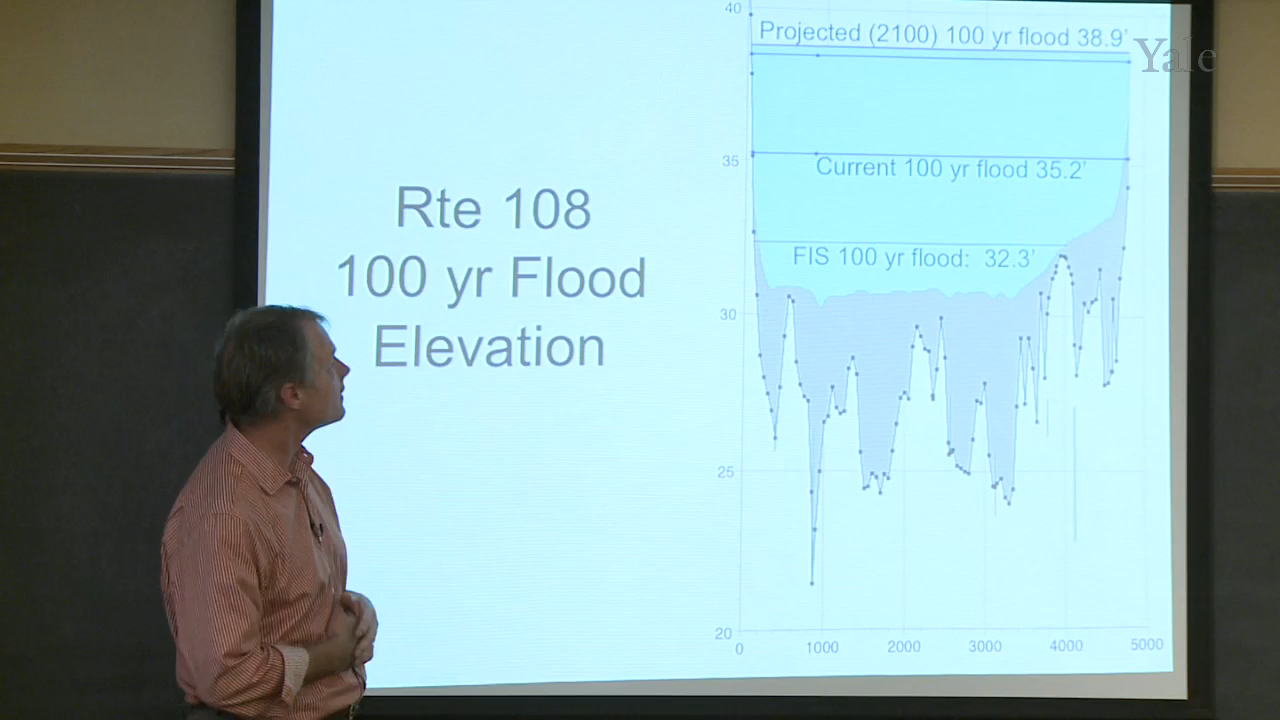 Rte 108
100 yr Flood
Elevation
40
Projected (2100) 100 yr flood 38.9'
Yale
35
Current 100 yr flood 35.2'
FIS 100 yr flood: 32.3'
30
25
20
0 1000 2000 3000 4000 5000